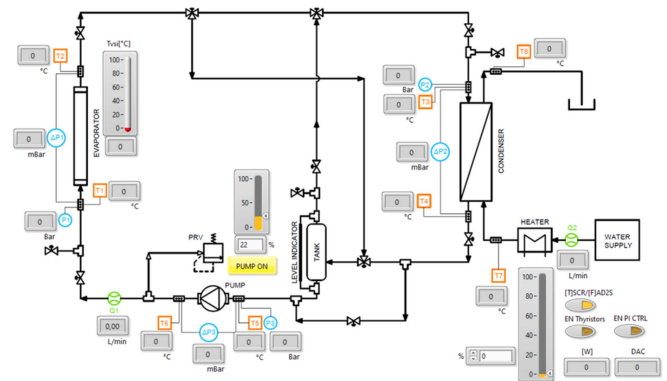 T2
0
°C
Tvsi[°C]
100
80
60
40
20
0
0
EVAPORATOR
ΔP1
0
mBar
T1
0
°C
0
Bar
P1
PRV
100
50
0
22 %
PUMP ON
PUMP
LEVEL INDICATOR
TANK
Q1
0,00
L/min
T6
0
°C
ΔP3
0
mBar
T5
0
°C
P3
0
Bar
0
Bar
P2
0
°C
T3
ΔP2
0
mBar
T4
0
°C
CONDENSER
T8
0
°C
HEATER
T7
0
°C
Q2
0
L/min
WATER
SUPPLY
% 0
100
80
60
40
20
0
[T]SCR/[F]AD2S
EN Thyristors
EN PI CTRL
0
[W]
0
DAC